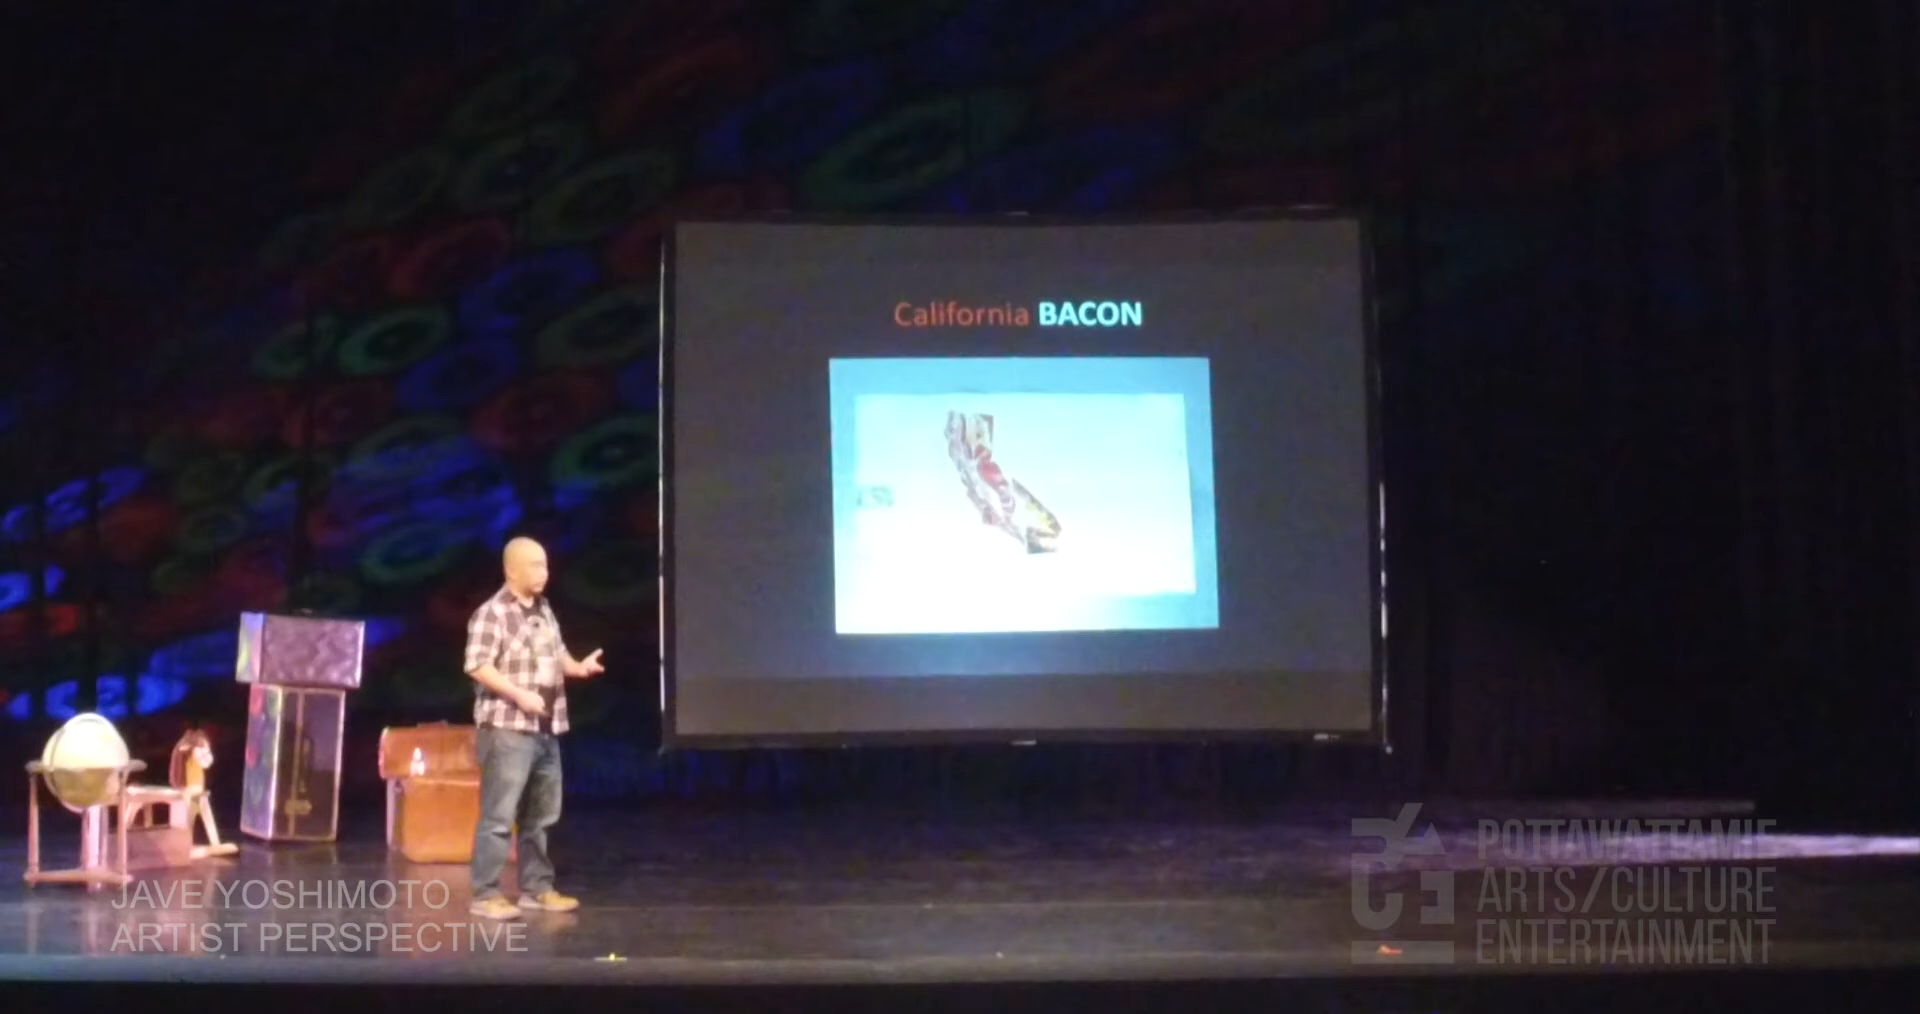 California BACON
JAVE YOSHIMOTO
ARTIST PERSPECTIVE
POTTAWATTAMIE
ARTS/CULTURE
ENTERTAINMENT